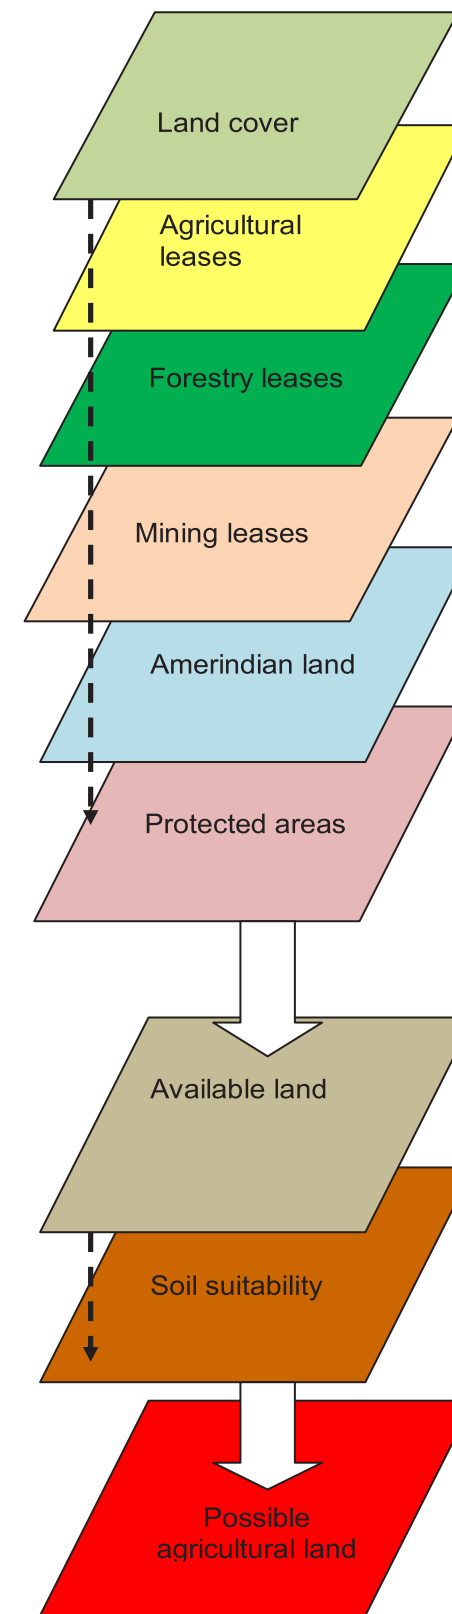 Land cover
Agricultural
leases
Forestry leases
Mining leases
Amerindian land
Protected areas
Available land
Soil suitability
Possible
agricultural land